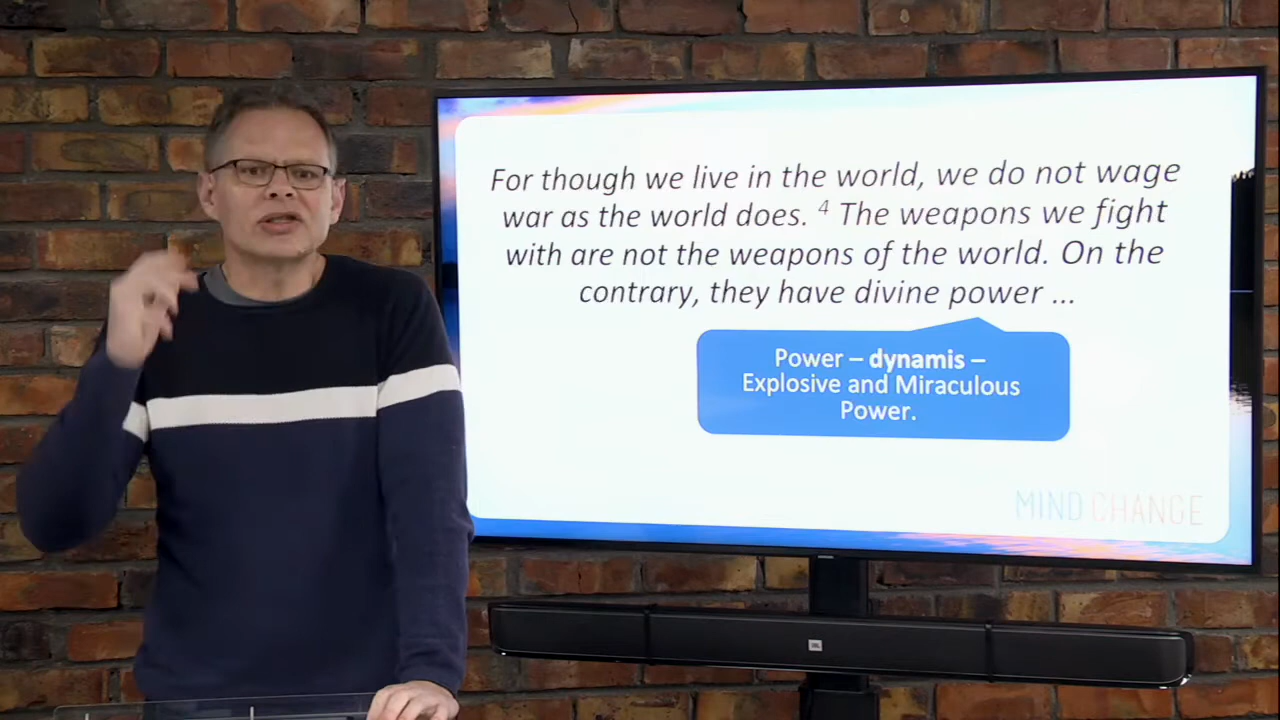 For though we live in the world, we do not wage
war as the world does. ⁴ The weapons we fight
with are not the weapons of the world. On the
contrary, they have divine power ...
Power – dynamis –
Explosive and Miraculous
Power.
MIND CHANGE
JBL